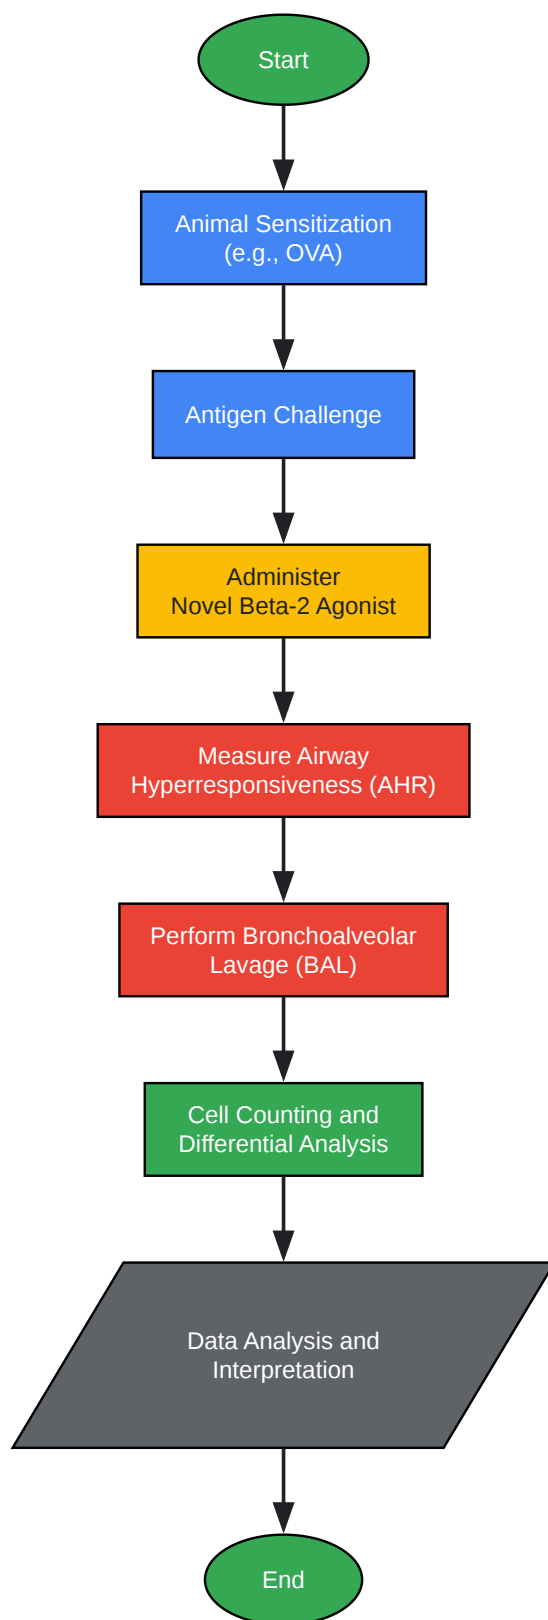 Start
Animal Sensitization
(e.g., OVA)
Antigen Challenge
Administer
Novel Beta-2 Agonist
Measure Airway
Hyperresponsiveness (AHR)
Perform Bronchoalveolar
Lavage (BAL)
Cell Counting and
Differential Analysis
Data Analysis and
Interpretation
End